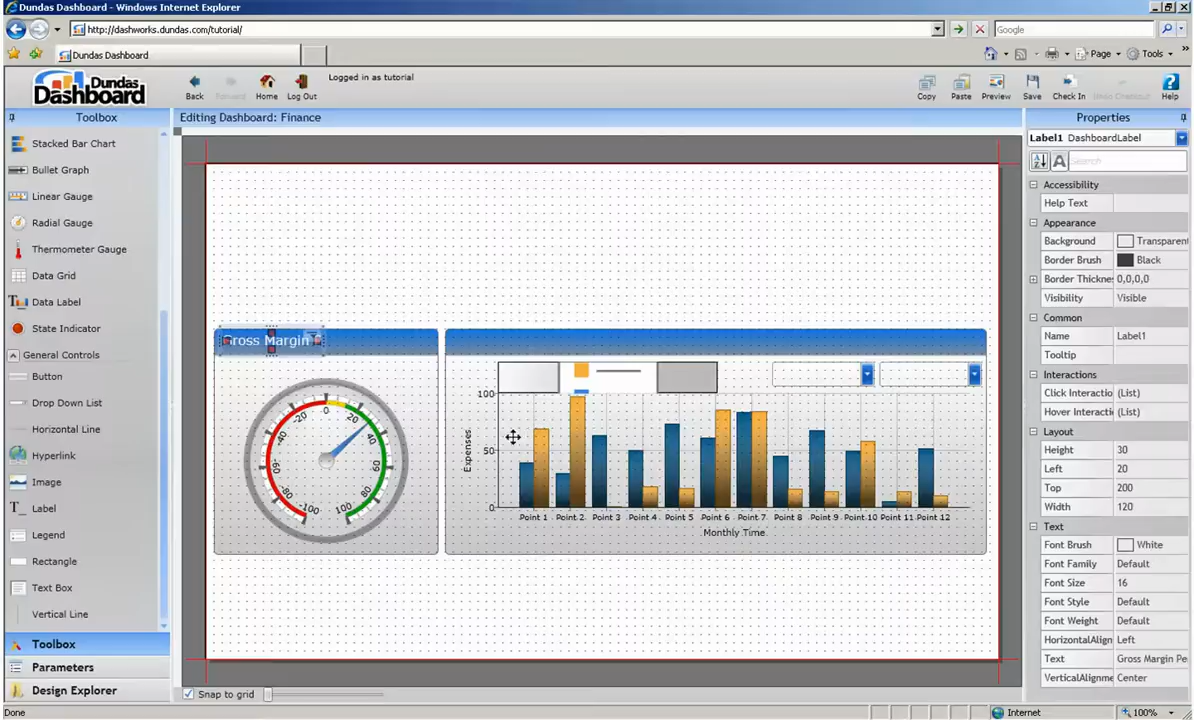 Dundas Dashboard - Windows Internet Explorer
http://dashworks.dundas.com/tutorial/
Google
Dundas Dashboard
Page
Tools
Dundas
Dashboard
Back
Forward
Home
Log Out
Logged in as tutorial
Copy
Paste
Preview
Save
Check In
Undo Checkout
Help
Toolbox
Editing Dashboard: Finance
Properties
Stacked Bar Chart
Bullet Graph
Linear Gauge
Radial Gauge
Thermometer Gauge
Data Grid
Data Label
State Indicator
General Controls
Button
Drop Down List
Horizontal Line
Hyperlink
Image
Label
Legend
Rectangle
Text Box
Vertical Line
Toolbox
Parameters
Design Explorer
Gross Margin
-100
-80
-60
-40
-20
0
20
40
60
80
100
100
50
0
Expenses
Point 1 Point 2 Point 3 Point 4 Point 5 Point 6 Point 7 Point 8 Point 9 Point 10 Point 11 Point 12
Monthly Time
Snap to grid
Label1 DashboardLabel
A
Z
A
Search
Accessibility
Help Text
Appearance
Background Transparent
Border Brush Black
Border Thickne 0,0,0,0
Visibility Visible
Common
Name Label1
Tooltip
Interactions
Click Interactio (List)
Hover Interacti (List)
Layout
Height 30
Left 20
Top 200
Width 120
Text
Font Brush White
Font Family Default
Font Size 16
Font Style Default
Font Weight Default
HorizontalAlign Left
Text Gross Margin Pe
VerticalAlignme Center
Done
Internet
100%